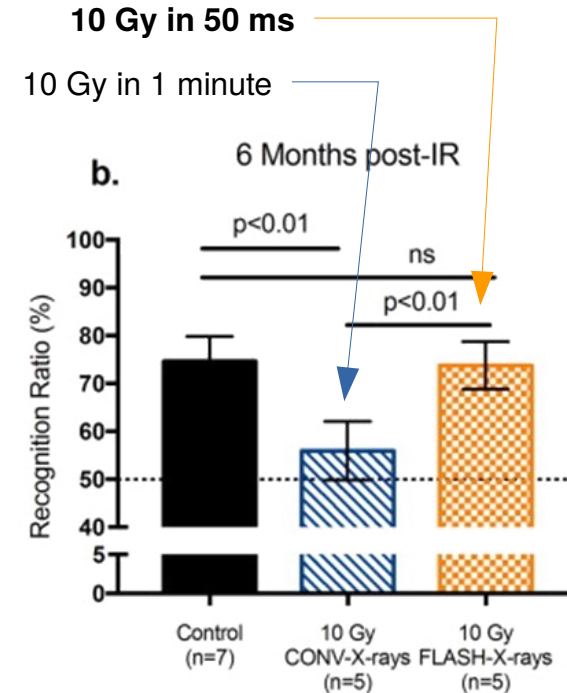 10 Gy in 50 ms
10 Gy in 1 minute
b.
6 Months post-IR
p<0.01
ns
p<0.01
Recognition Ratio (%)
100
90
80
70
60
50
40
5
0
Control
(n=7)
10 Gy
CONV-X-rays
(n=5)
10 Gy
FLASH-X-rays
(n=5)